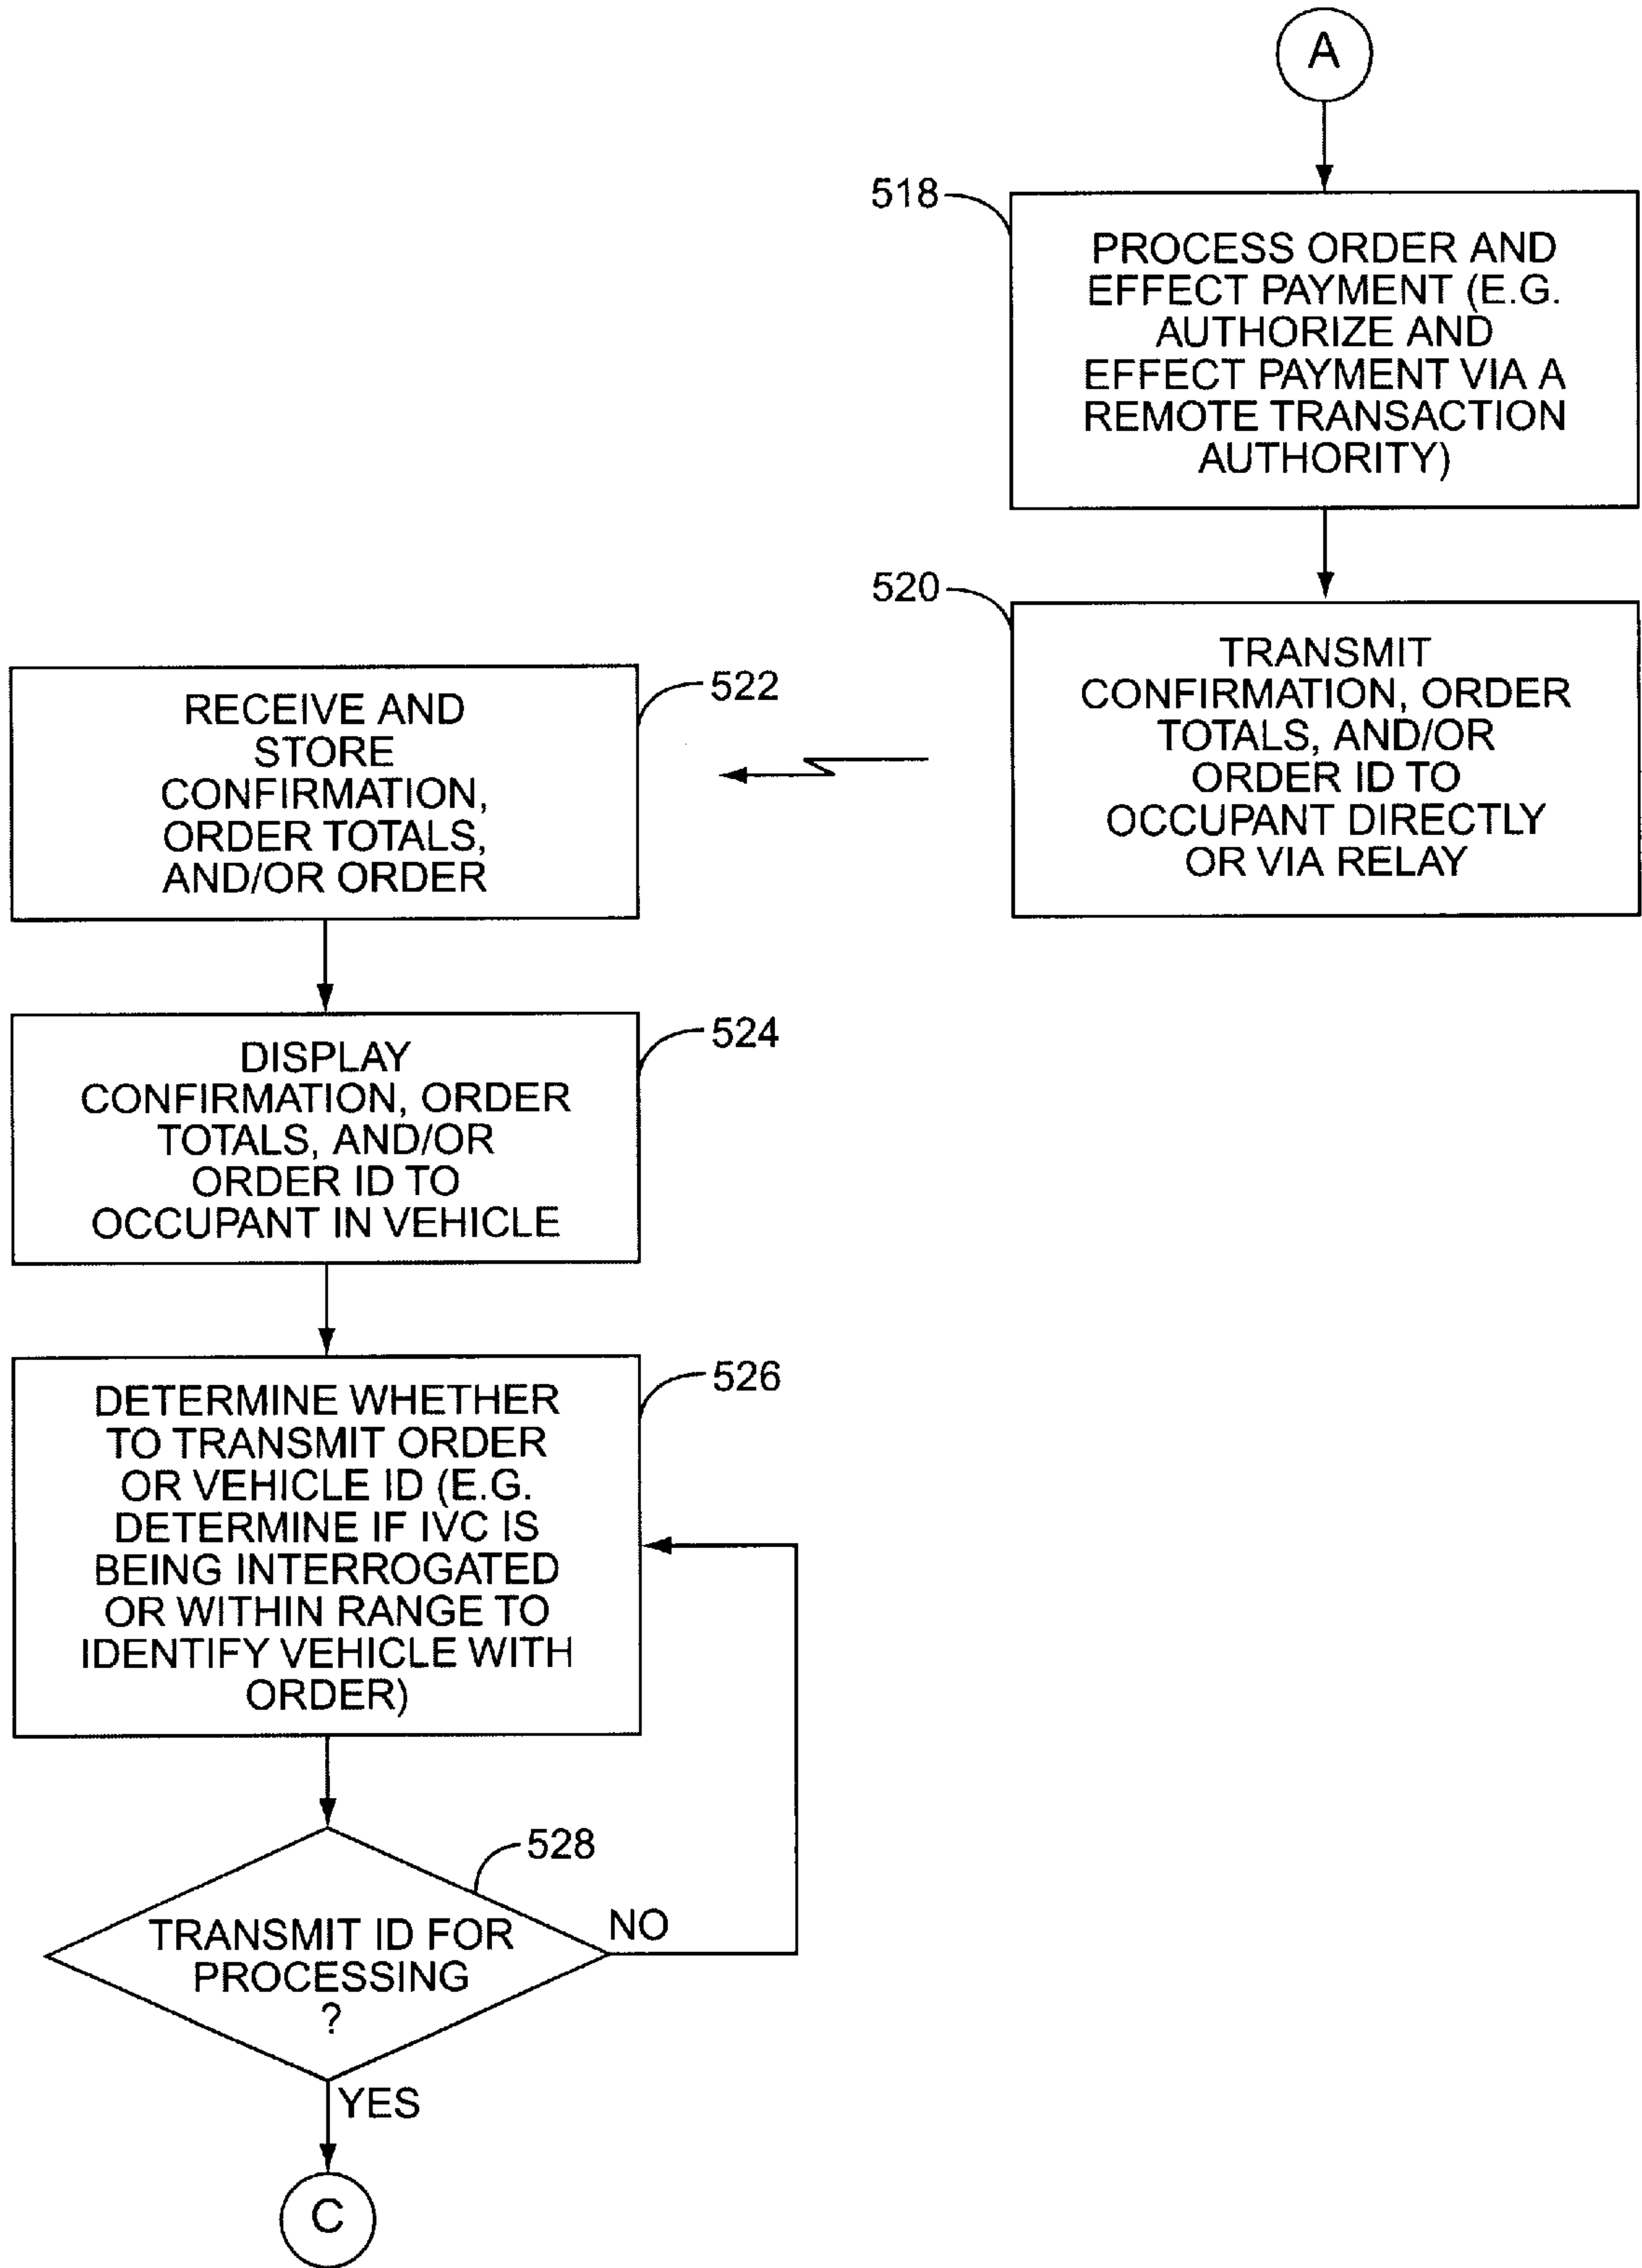 A
518
PROCESS ORDER AND
EFFECT PAYMENT (E.G.
AUTHORIZE AND
EFFECT PAYMENT VIA A
REMOTE TRANSACTION
AUTHORITY)
520
TRANSMIT
CONFIRMATION, ORDER
TOTALS, AND/OR
ORDER ID TO
OCCUPANT DIRECTLY
OR VIA RELAY
522
RECEIVE AND
STORE
CONFIRMATION,
ORDER TOTALS,
AND/OR ORDER
524
DISPLAY
CONFIRMATION, ORDER
TOTALS, AND/OR
ORDER ID TO
OCCUPANT IN VEHICLE
526
DETERMINE WHETHER
TO TRANSMIT ORDER
OR VEHICLE ID (E.G.
DETERMINE IF IVC IS
BEING INTERROGATED
OR WITHIN RANGE TO
IDENTIFY VEHICLE WITH
ORDER)
528
TRANSMIT ID FOR
PROCESSING
?
NO
YES
C